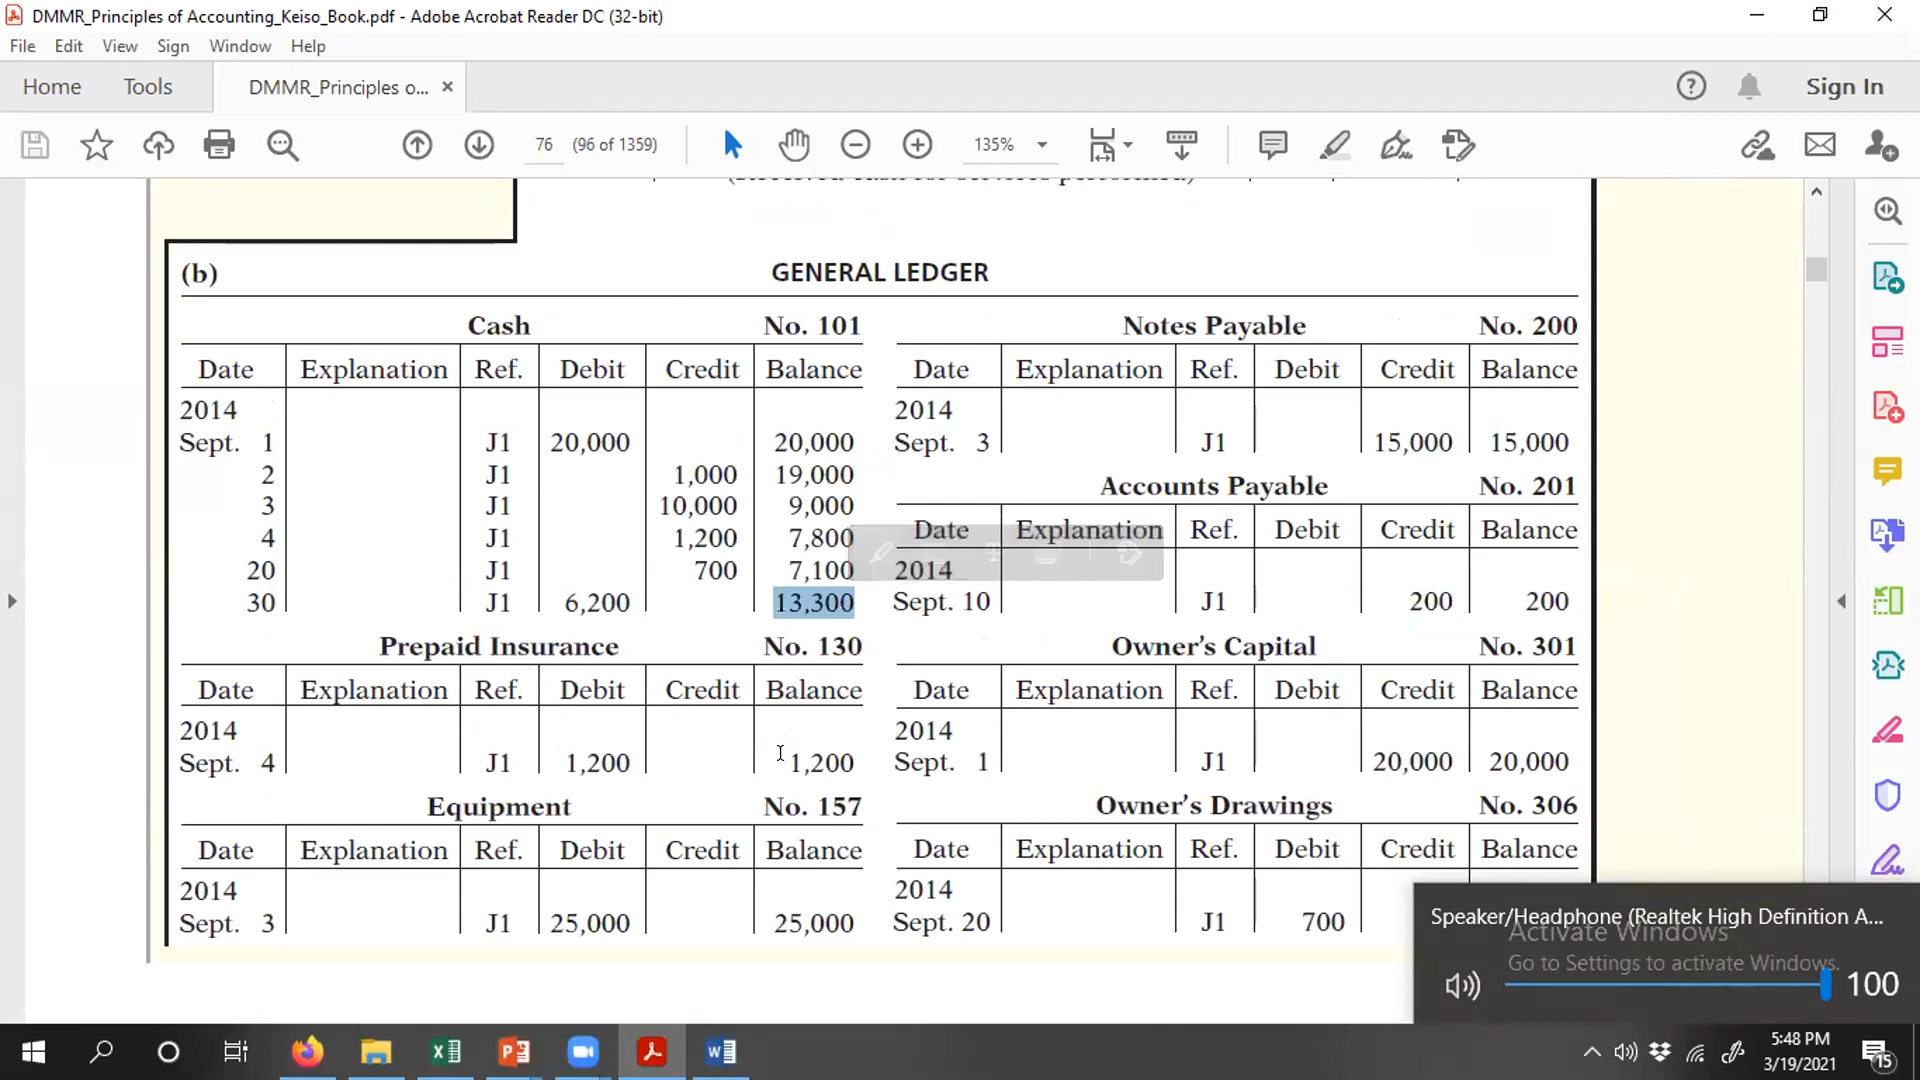 DMMR_Principles of Accounting_Keiso_Book.pdf - Adobe Acrobat Reader DC (32-bit)
File Edit View Sign Window Help
Home Tools DMMR_Principles o... × Sign In
76 (96 of 1359) 135%
(b) GENERAL LEDGER
Cash No. 101
Date Explanation Ref. Debit Credit Balance
2014
Sept. 1 J1 20,000 20,000
2 J1 1,000 19,000
3 J1 10,000 9,000
4 J1 1,200 7,800
20 J1 700 7,100
30 J1 6,200 13,300
Prepaid Insurance No. 130
Date Explanation Ref. Debit Credit Balance
2014
Sept. 4 J1 1,200 1,200
Equipment No. 157
Date Explanation Ref. Debit Credit Balance
2014
Sept. 3 J1 25,000 25,000
Notes Payable No. 200
Date Explanation Ref. Debit Credit Balance
2014
Sept. 3 J1 15,000 15,000
Accounts Payable No. 201
Date Explanation Ref. Debit Credit Balance
2014
Sept. 10 J1 200 200
Owner's Capital No. 301
Date Explanation Ref. Debit Credit Balance
2014
Sept. 1 J1 20,000 20,000
Owner's Drawings No. 306
Date Explanation Ref. Debit Credit Balance
2014
Sept. 20 J1 700
Speaker/Headphone (Realtek High Definition A...
Activate Windows
Go to Settings to activate Windows.
100
5:48 PM
3/19/2021
15